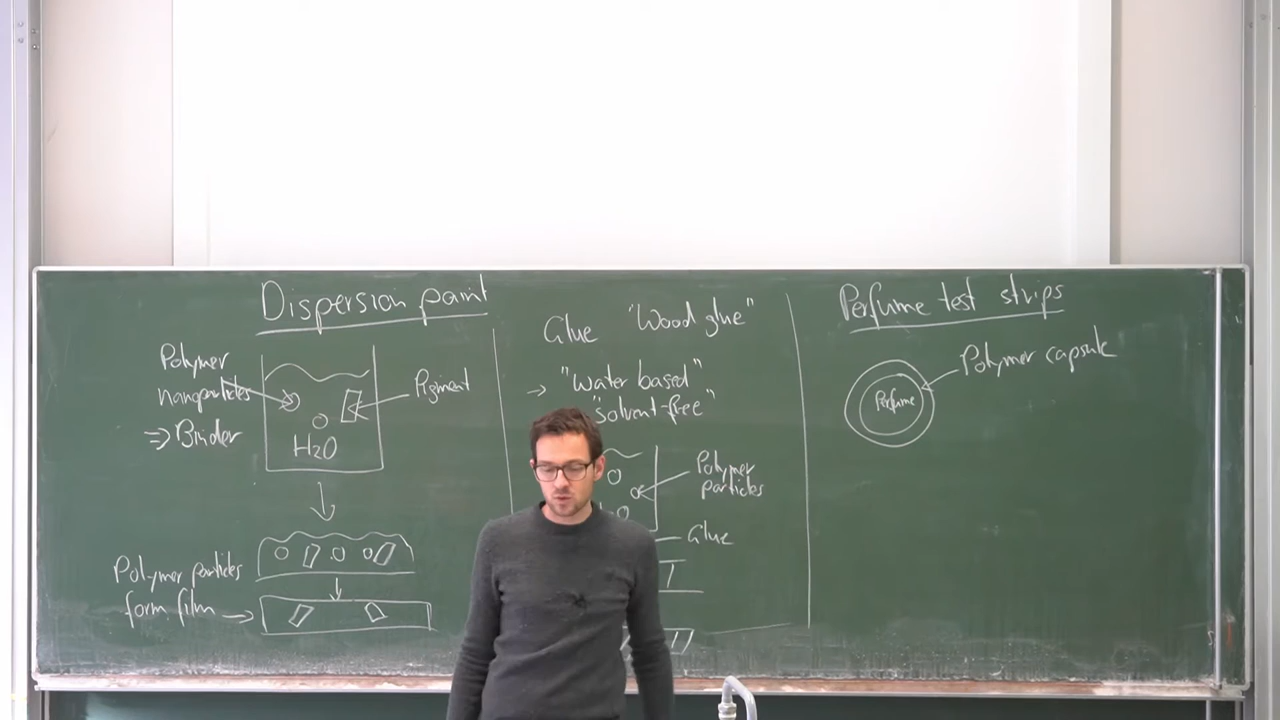 Dispersion paint
Polymer
nanoparticles
=> Binder
H2O
Pigment
Polymer particles
form film
Glue "Wood glue"
"Water based"
"solvent-free"
Polymer
particles
Glue
Perfume test strips
Polymer capsule
Perfume